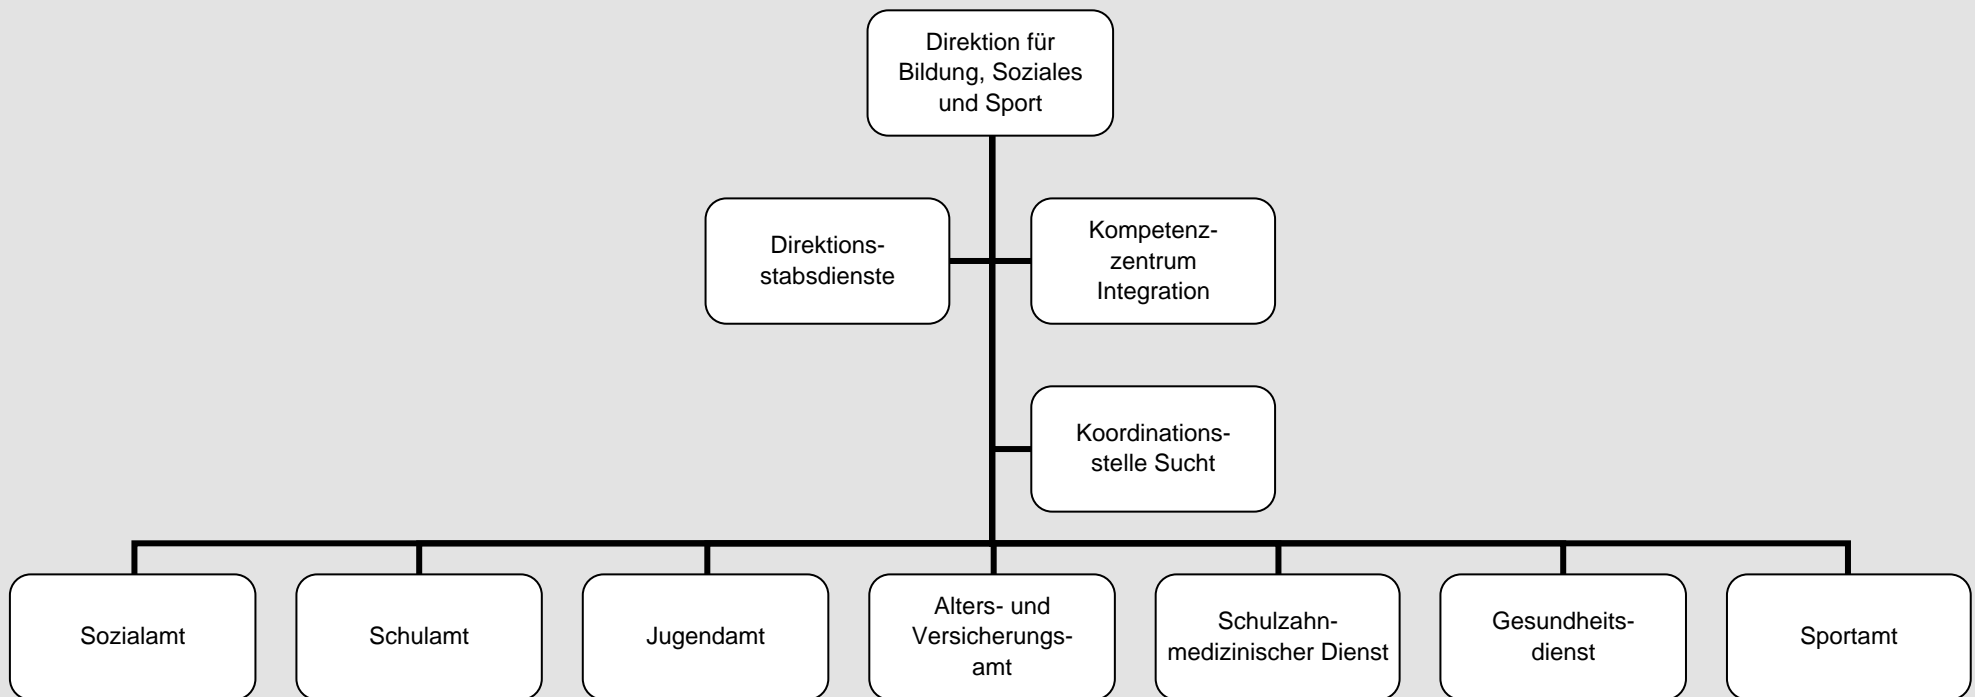 Direktion für
Bildung, Soziales
und Sport
Direktions-
stabsdienste
Kompetenz-
zentrum
Integration
Koordinations-
stelle Sucht
Sozialamt
Schulamt
Jugendamt
Alters- und
Versicherungs-
amt
Schulzahn-
medizinischer Dienst
Gesundheits-
dienst
Sportamt